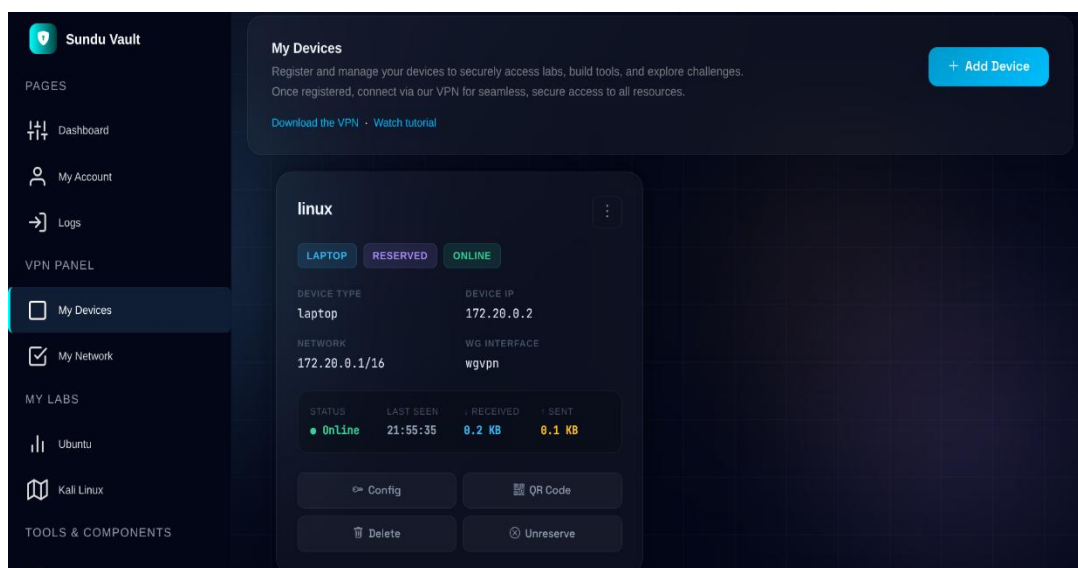 Sundu Vault
PAGES
Dashboard
My Account
Logs
VPN PANEL
My Devices
My Network
MY LABS
Ubuntu
Kali Linux
TOOLS & COMPONENTS
My Devices
Register and manage your devices to securely access labs, build tools, and explore challenges.
Once registered, connect via our VPN for seamless, secure access to all resources.
Download the VPN · Watch tutorial
+ Add Device
linux
LAPTOP RESERVED ONLINE
DEVICE TYPE DEVICE IP
laptop 172.20.0.2
NETWORK WG INTERFACE
172.20.0.1/16 wgvpn
STATUS LAST SEEN ↓ RECEIVED ↑ SENT
● Online 21:55:35 0.2 KB 0.1 KB
Config QR Code
Delete Unreserve